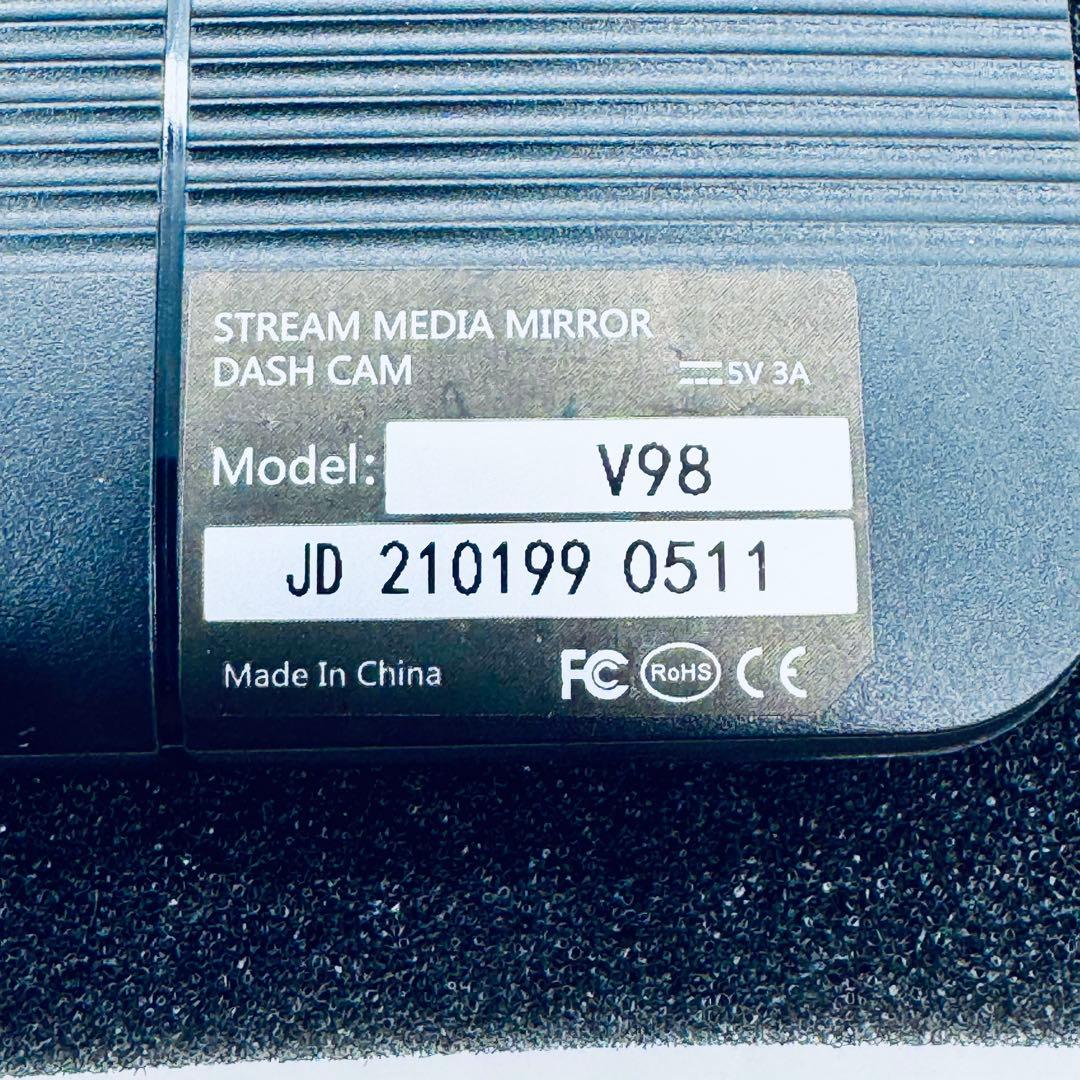 STREAM MEDIA MIRROR
DASH CAM
5V 3A
Model: V98
JD 210199 0511
Made In China FC RoHS CE